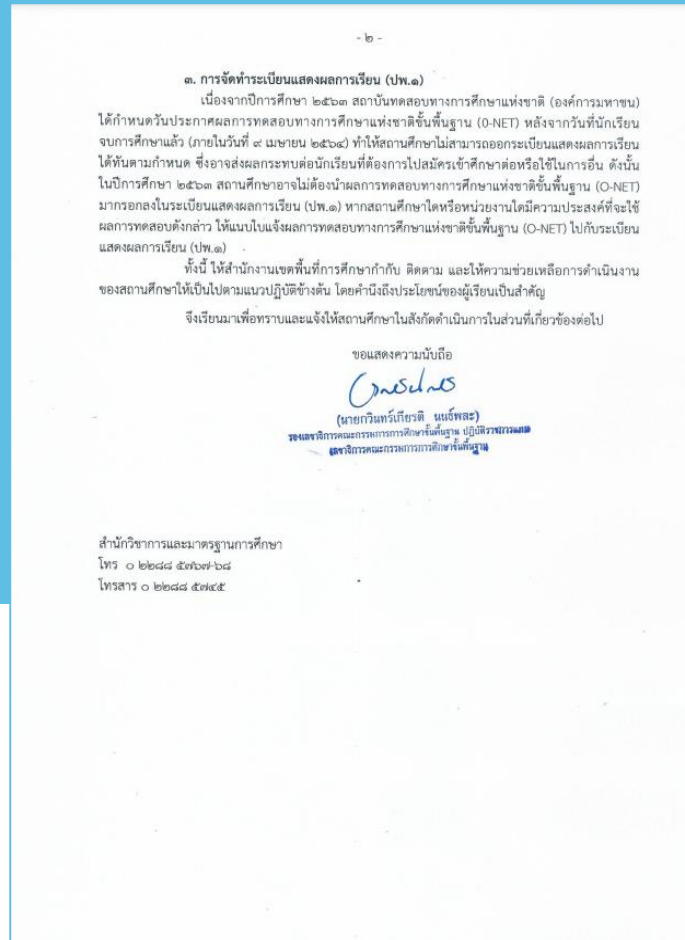 - ๒ -
๓. การจัดทำระเบียนแสดงผลการเรียน (ปพ.๑)
เนื่องจากปีการศึกษา ๒๕๖๓ สถาบันทดสอบทางการศึกษาแห่งชาติ (องค์การมหาชน)
ได้กำหนดวันประกาศผลการทดสอบทางการศึกษาแห่งชาติขั้นพื้นฐาน (O-NET) หลังจากวันที่นักเรียน
จบการศึกษาแล้ว (ภายในวันที่ ๙ เมษายน ๒๕๖๔) ทำให้สถานศึกษาไม่สามารถออกระเบียนแสดงผลการเรียน
ได้ทันตามกำหนด ซึ่งอาจส่งผลกระทบต่อนักเรียนที่ต้องการไปสมัครเข้าศึกษาต่อหรือใช้ในการอื่น ดังนั้น
ในปีการศึกษา ๒๕๖๓ สถานศึกษาอาจไม่ต้องนำผลการทดสอบทางการศึกษาแห่งชาติขั้นพื้นฐาน (O-NET)
มากรอกลงในระเบียนแสดงผลการเรียน (ปพ.๑) หากสถานศึกษาใดหรือหน่วยงานใดมีความประสงค์ที่จะใช้
ผลการทดสอบดังกล่าว ให้แนบใบแจ้งผลการทดสอบทางการศึกษาแห่งชาติขั้นพื้นฐาน (O-NET) ไปกับระเบียน
แสดงผลการเรียน (ปพ.๑)
ทั้งนี้ ให้สำนักงานเขตพื้นที่การศึกษากำกับ ติดตาม และให้ความช่วยเหลือการดำเนินงาน
ของสถานศึกษาให้เป็นไปตามแนวปฏิบัติข้างต้น โดยคำนึงถึงประโยชน์ของผู้เรียนเป็นสำคัญ
จึงเรียนมาเพื่อทราบและแจ้งให้สถานศึกษาในสังกัดดำเนินการในส่วนที่เกี่ยวข้องต่อไป
ขอแสดงความนับถือ
(นายกวินทร์เกียรติ นนธ์พละ)
รองเลขาธิการคณะกรรมการการศึกษาขั้นพื้นฐาน ปฏิบัติราชการแทน
เลขาธิการคณะกรรมการการศึกษาขั้นพื้นฐาน
สำนักวิชาการและมาตรฐานการศึกษา
โทร ๐ ๒๒๘๘ ๕๗๖๗-๖๘
โทรสาร ๐ ๒๒๘๘ ๕๗๔๕